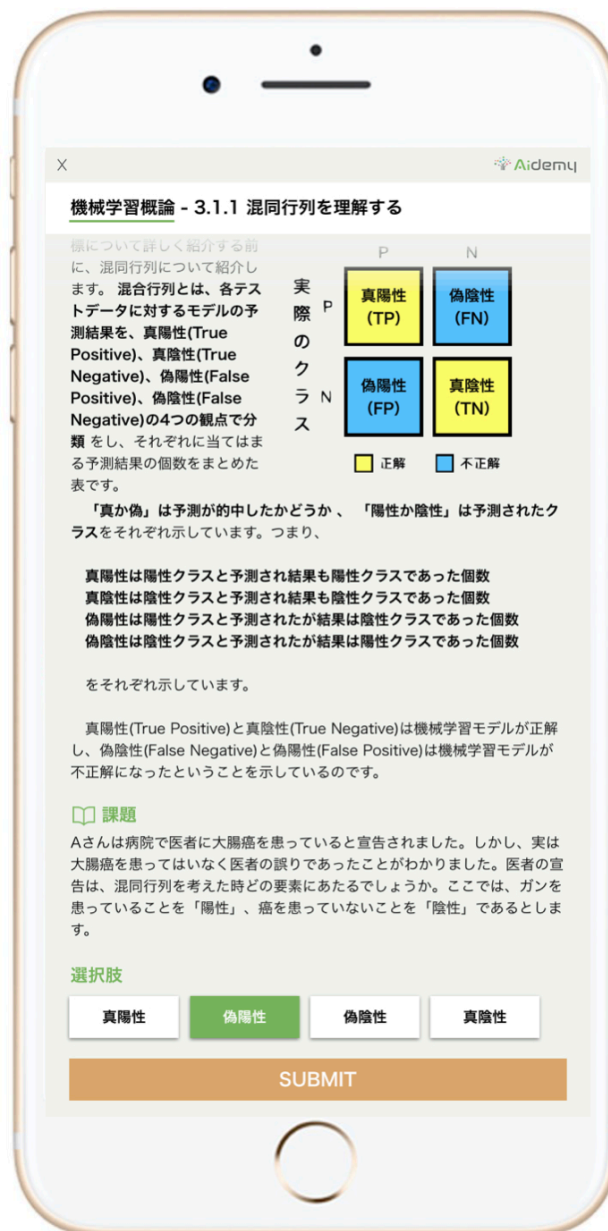 X
Aidemy
機械学習概論 - 3.1.1 混同行列を理解する
標について詳しく紹介する前
に、混同行列について紹介し
ます。 混合行列とは、各テス
トデータに対するモデルの予
測結果を、真陽性(True
Positive)、真陰性(True
Negative)、偽陽性(False
Positive)、偽陰性(False
Negative)の4つの観点で分
類 をし、それぞれに当てはま
る予測結果の個数をまとめた
表です。
P N
実際のクラス
P
真陽性
(TP)
偽陰性
(FN)
N
偽陽性
(FP)
真陰性
(TN)
正解 不正解
「真か偽」は予測が的中したかどうか 、 「陽性か陰性」は予測されたク
ラスをそれぞれ示しています。つまり、
真陽性は陽性クラスと予測され結果も陽性クラスであった個数
真陰性は陰性クラスと予測され結果も陰性クラスであった個数
偽陽性は陽性クラスと予測されたが結果は陰性クラスであった個数
偽陰性は陰性クラスと予測されたが結果は陽性クラスであった個数
をそれぞれ示しています。
真陽性(True Positive)と真陰性(True Negative)は機械学習モデルが正解
し、偽陰性(False Negative)と偽陽性(False Positive)は機械学習モデルが
不正解になったということを示しているのです。
課題
Aさんは病院で医者に大腸癌を患っていると宣告されました。しかし、実は
大腸癌を患ってはいなく医者の誤りであったことがわかりました。医者の宣
告は、混同行列を考えた時どの要素にあたるでしょうか。ここでは、ガンを
患っていることを「陽性」、癌を患っていないことを「陰性」であるとしま
す。
選択肢
真陽性 偽陽性 偽陰性 真陰性
SUBMIT